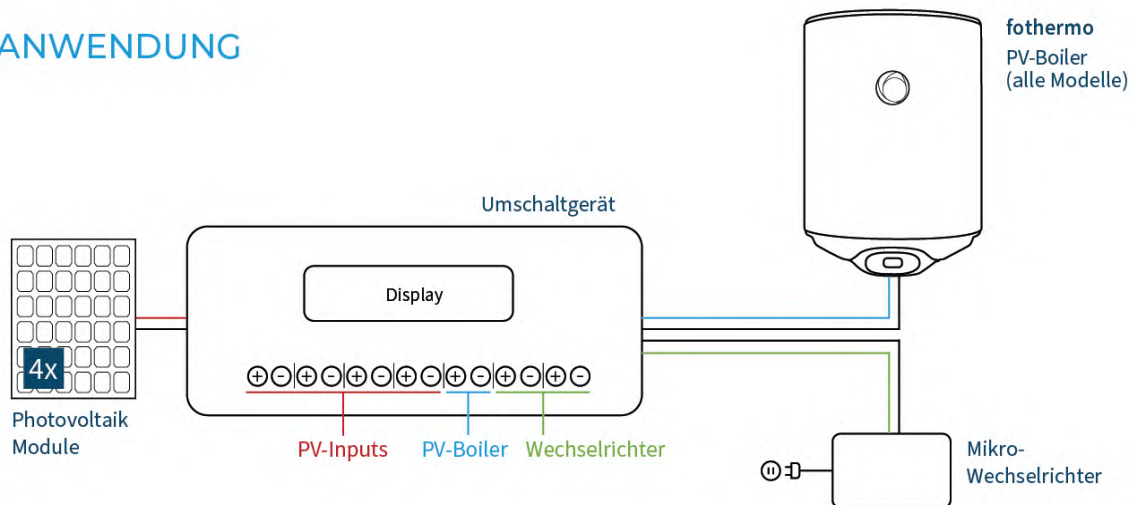 ANWENDUNG
fothermo
PV-Boiler
(alle Modelle)
Umschaltgerät
Display
4x
Photovoltaik
Module
PV-Inputs
PV-Boiler
Wechselrichter
Mikro-
Wechselrichter